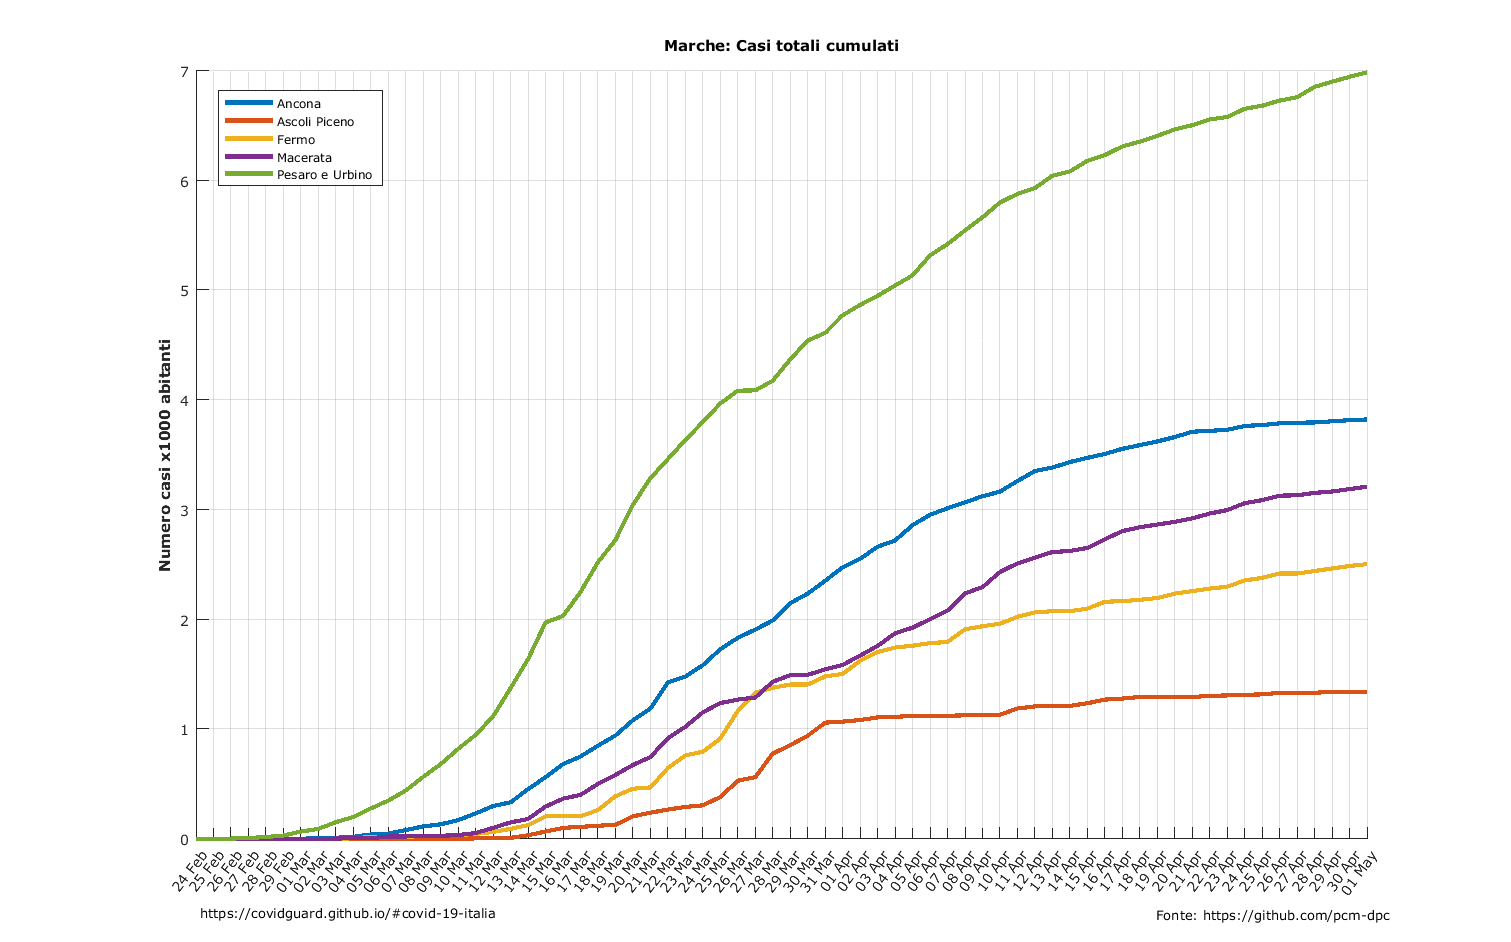 Marche: Casi totali cumulati
7
6
5
4
3
2
1
0
Numero casi x1000 abitanti
Ancona
Ascoli Piceno
Fermo
Macerata
Pesaro e Urbino
24 Feb
25 Feb
26 Feb
27 Feb
28 Feb
29 Feb
01 Mar
02 Mar
03 Mar
04 Mar
05 Mar
06 Mar
07 Mar
08 Mar
09 Mar
10 Mar
11 Mar
12 Mar
13 Mar
14 Mar
15 Mar
16 Mar
17 Mar
18 Mar
19 Mar
20 Mar
21 Mar
22 Mar
23 Mar
24 Mar
25 Mar
26 Mar
27 Mar
28 Mar
29 Mar
30 Mar
31 Mar
01 Apr
02 Apr
03 Apr
04 Apr
05 Apr
06 Apr
07 Apr
08 Apr
09 Apr
10 Apr
11 Apr
12 Apr
13 Apr
14 Apr
15 Apr
16 Apr
17 Apr
18 Apr
19 Apr
20 Apr
21 Apr
22 Apr
23 Apr
24 Apr
25 Apr
26 Apr
27 Apr
28 Apr
29 Apr
30 Apr
01 May
https://covidguard.github.io/#covid-19-italia
Fonte: https://github.com/pcm-dpc